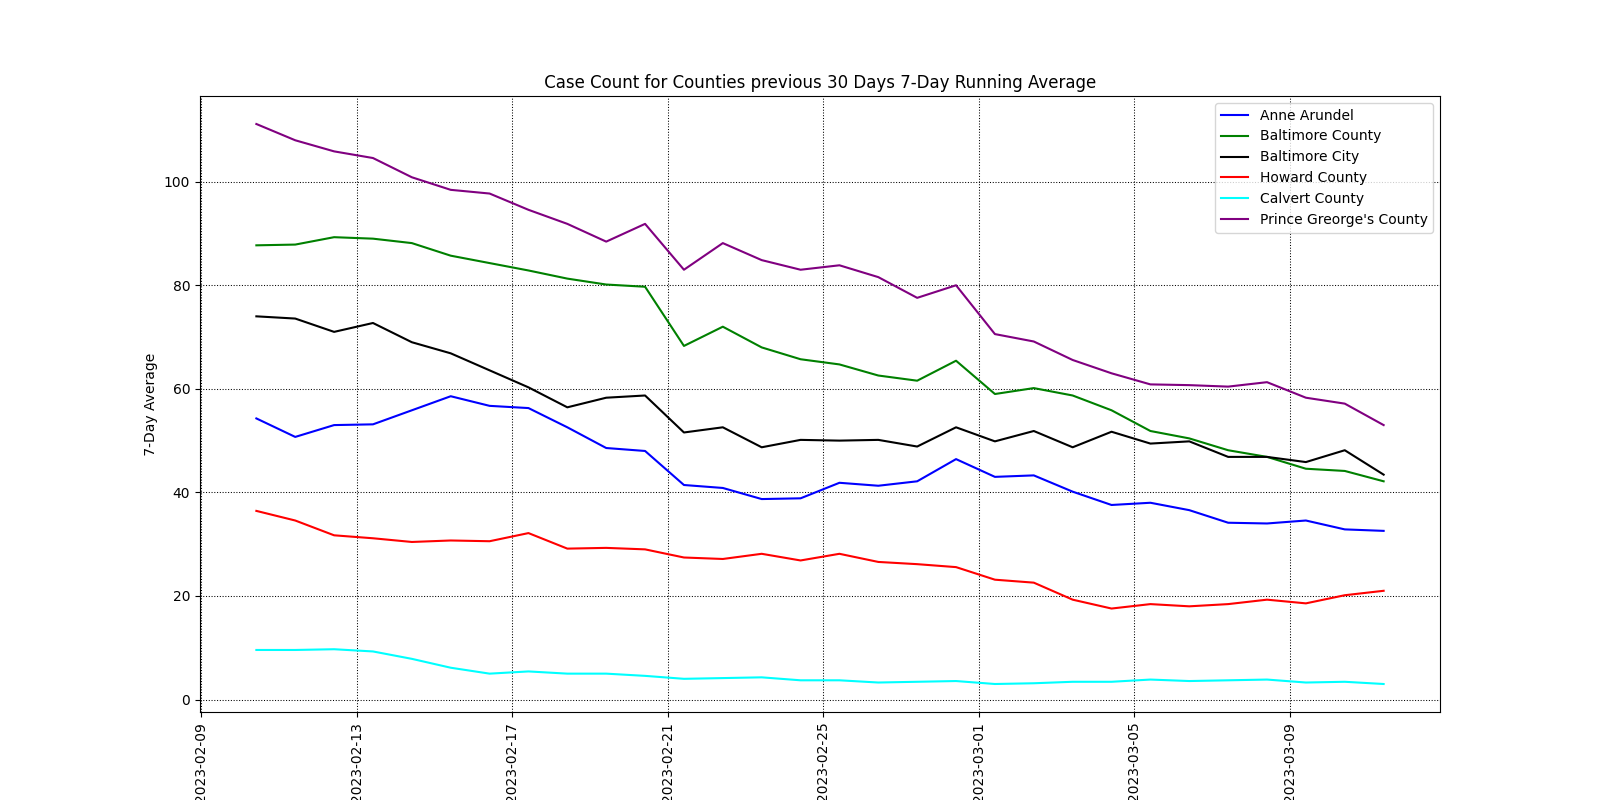 Case Count for Counties previous 30 Days 7-Day Running Average
Anne Arundel
Baltimore County
Baltimore City
Howard County
Calvert County
Prince Greorge's County
7-Day Average
100
80
60
40
20
0
2023-02-09
2023-02-13
2023-02-17
2023-02-21
2023-02-25
2023-03-01
2023-03-05
2023-03-09